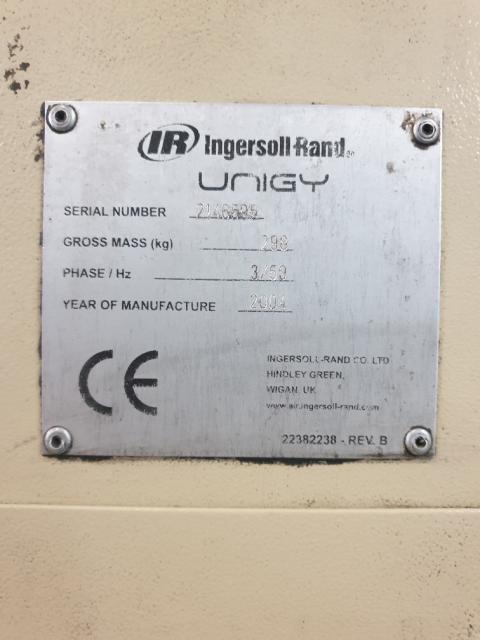 IR Ingersoll-Rand
UNIGY
SERIAL NUMBER
GROSS MASS (kg) 298
PHASE / Hz 3/50
YEAR OF MANUFACTURE 2004
CE
INGERSOLL-RAND CO. LTD
HINDLEY GREEN,
WIGAN, UK
www.air.ingersoll-rand.com
22382238 - REV. B